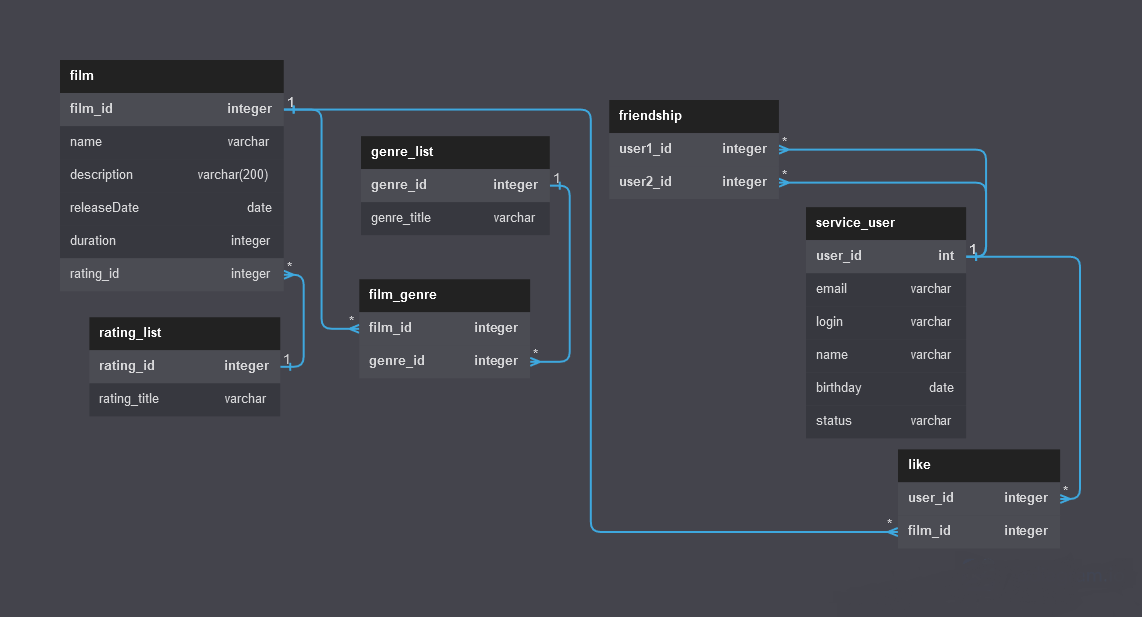 film
film_id integer
name varchar
description varchar(200)
releaseDate date
duration integer
rating_id integer
1
*
rating_list
rating_id integer
rating_title varchar
1
genre_list
genre_id integer
genre_title varchar
1
film_genre
film_id integer
genre_id integer
*
*
friendship
user1_id integer
user2_id integer
*
*
service_user
user_id int
email varchar
login varchar
name varchar
birthday date
status varchar
1
like
user_id integer
film_id integer
*
*